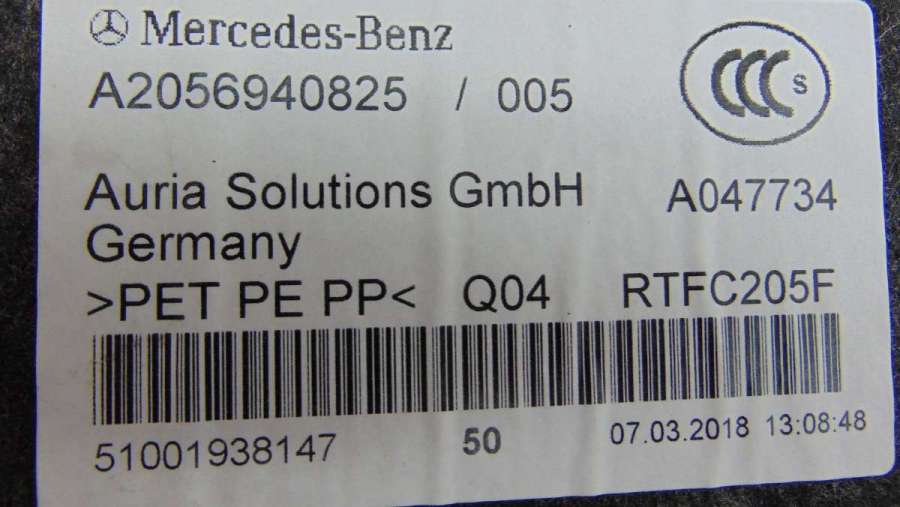 Mercedes-Benz
A2056940825 / 005
CCC S
Auria Solutions GmbH A047734
Germany
>PET PE PP< Q04 RTFC205F
51001938147 50 07.03.2018 13:08:48